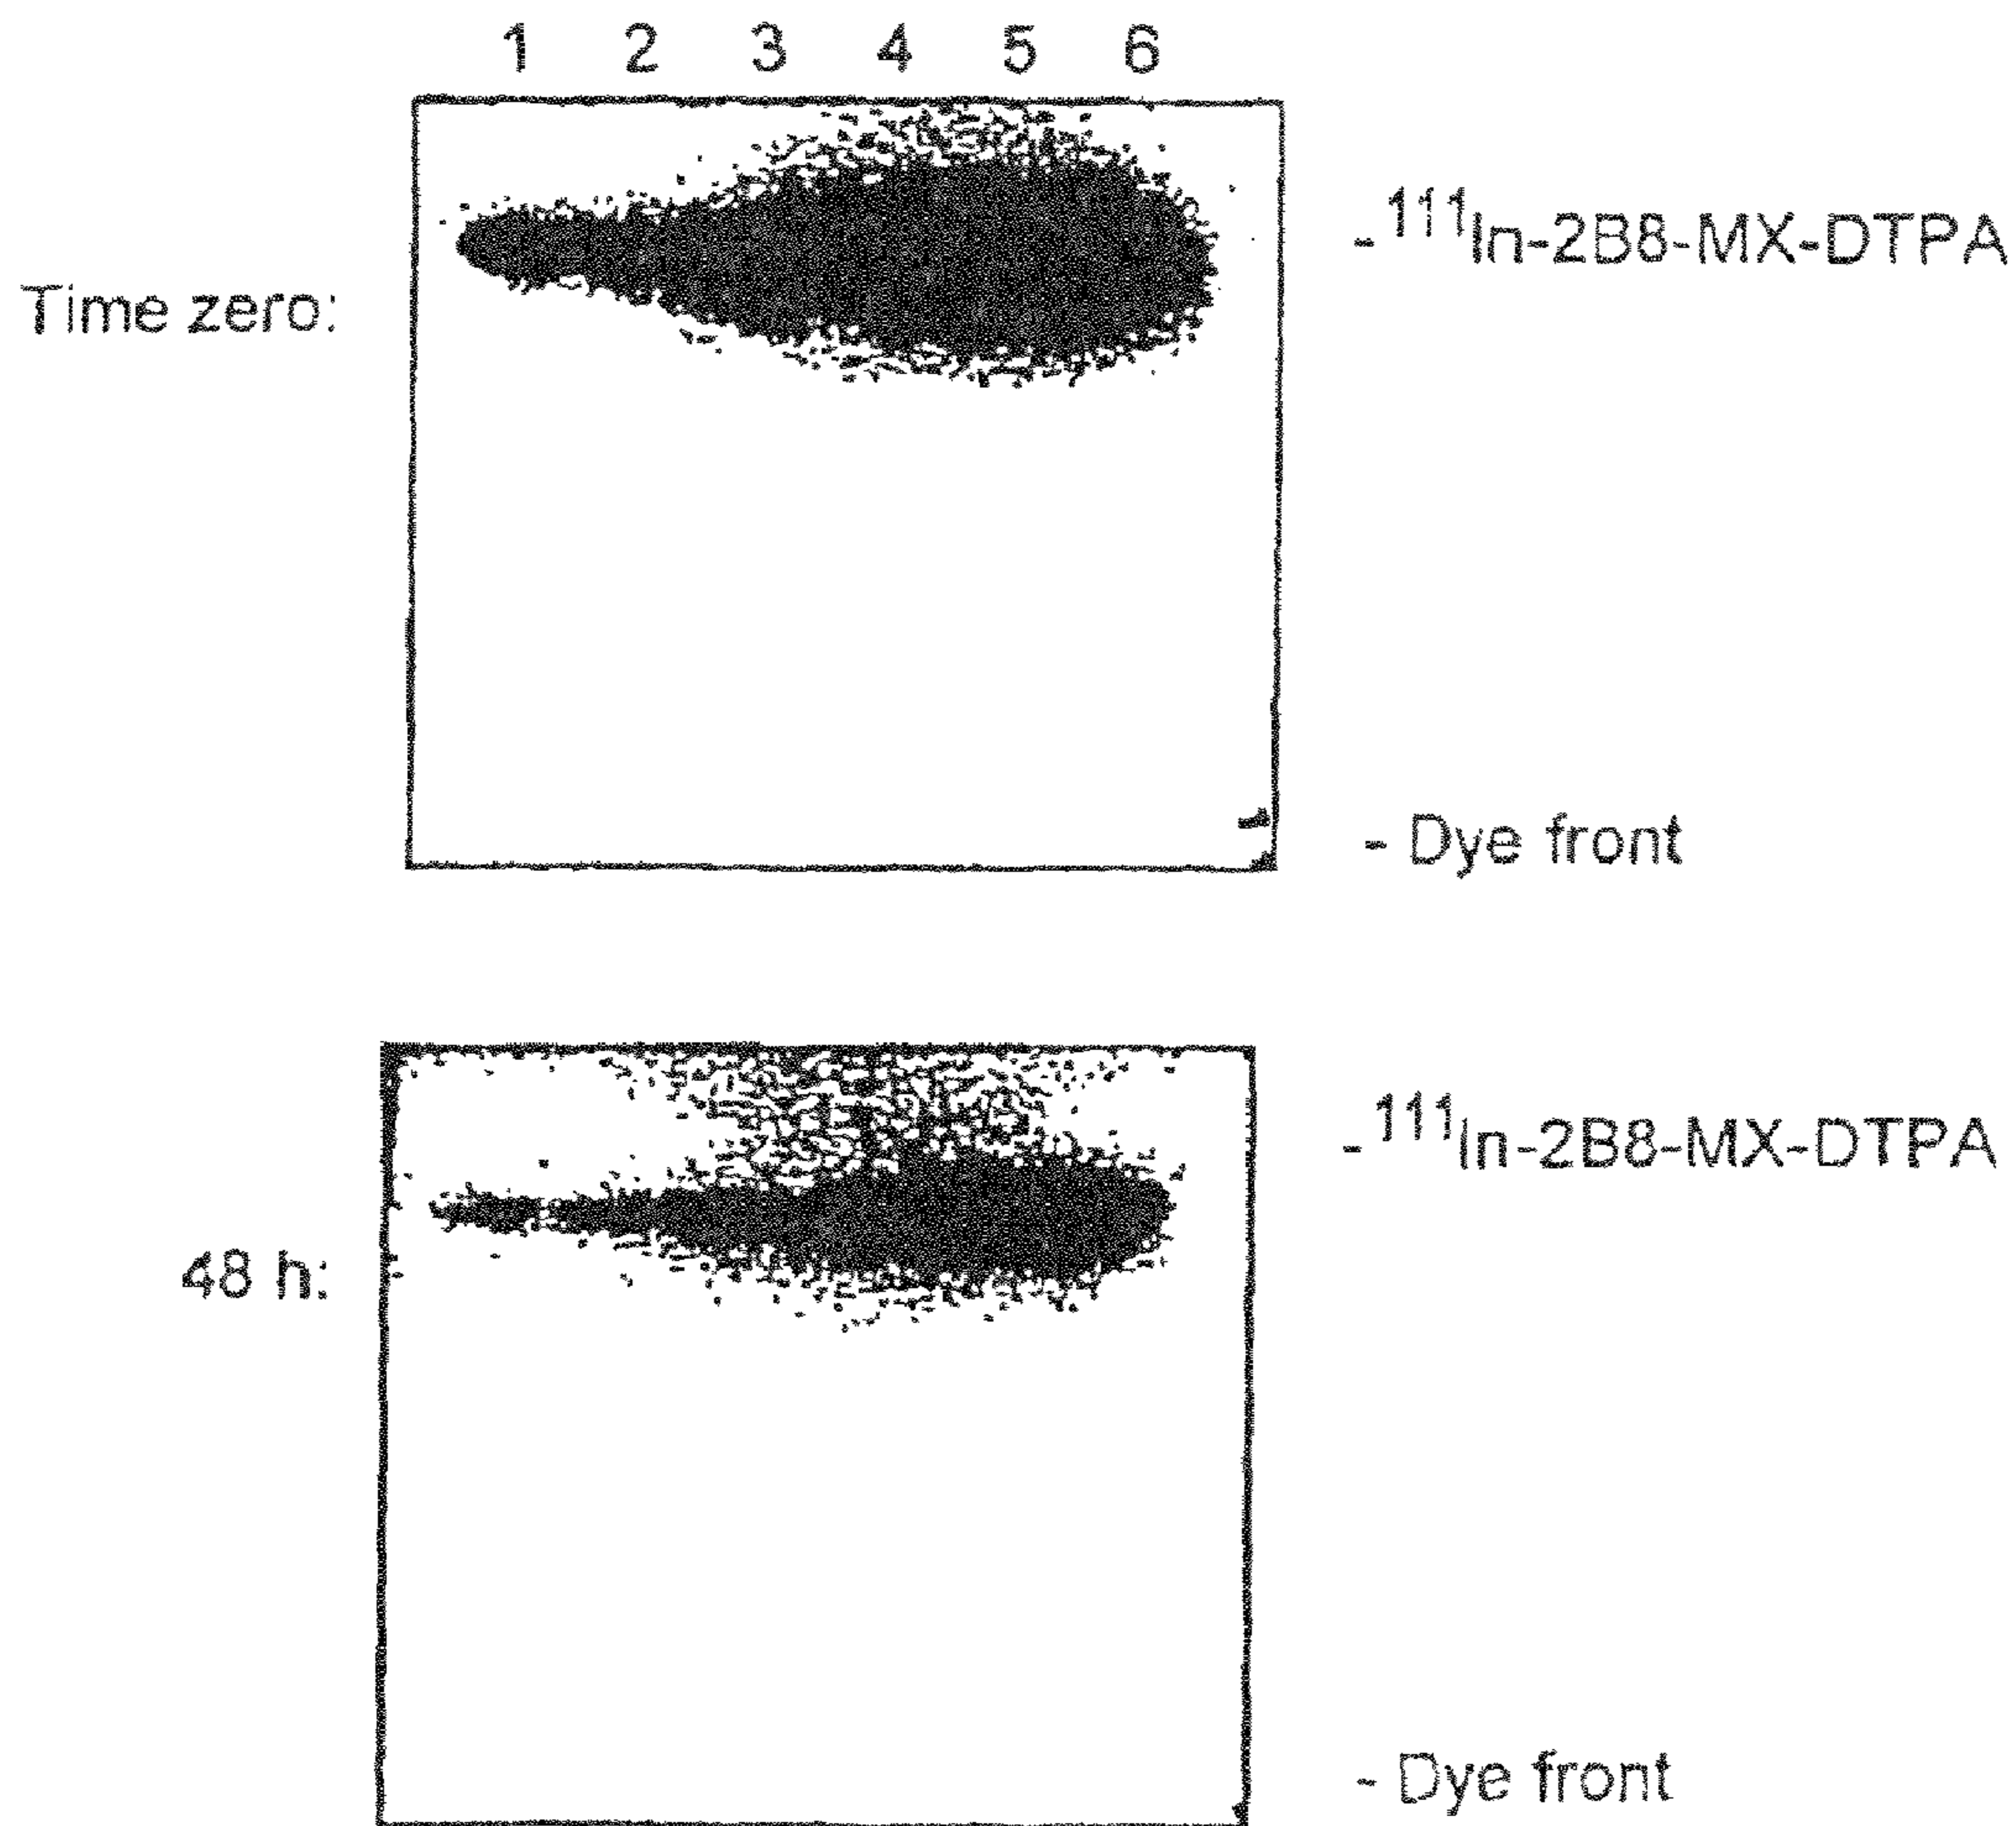 1 2 3 4 5 6
- ¹¹¹In-2B8-MX-DTPA
Time zero:
- Dye front
- ¹¹¹In-2B8-MX-DTPA
48 h:
- Dye front